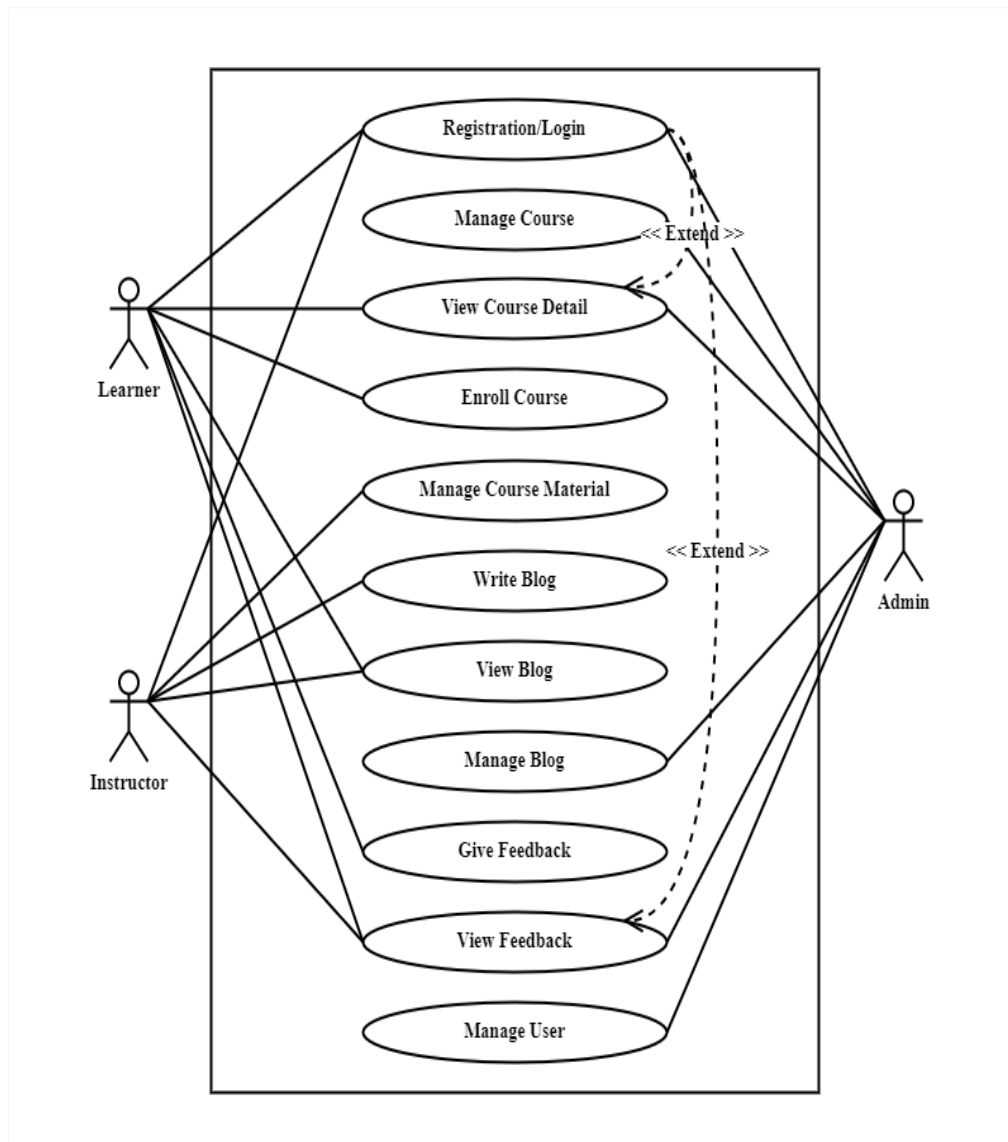 Registration/Login
Manage Course
<< Extend >>
View Course Detail
Learner
Enroll Course
Manage Course Material
<< Extend >>
Write Blog
Admin
View Blog
Instructor
Manage Blog
Give Feedback
View Feedback
Manage User